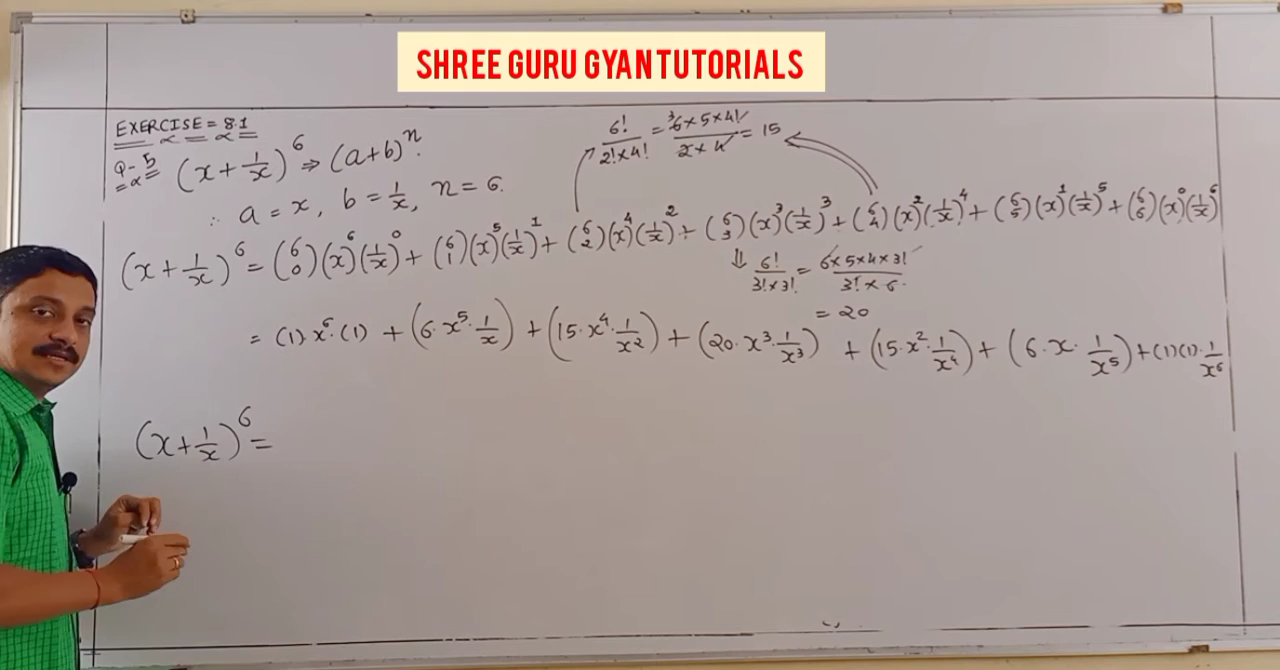 SHREE GURU GYAN TUTORIALS
EXERCISE = 8.1
Q-5 (x + 1/x)^6 ⇒ (a+b)^n.
6!/(2!×4!) = (6×5×4!)/(2×4!) = 15
3
∴ a = x, b = 1/x, n = 6.
(x + 1/x)^6 = (6 0)(x)^6(1/x)^0 + (6 1)(x)^5(1/x)^1 + (6 2)(x)^4(1/x)^2 + (6 3)(x)^3(1/x)^3 + (6 4)(x)^2(1/x)^4 + (6 5)(x)^1(1/x)^5 + (6 6)(x)^0(1/x)^6
⇓ 6!/(3!×3!) = (6×5×4×3!)/(3!×6)
= 20
= (1)·x^6·(1) + (6·x^5·1/x) + (15·x^4·1/x^2) + (20·x^3·1/x^3) + (15·x^2·1/x^4) + (6·x·1/x^5) + (1)(1)·1/x^6
(x + 1/x)^6 =